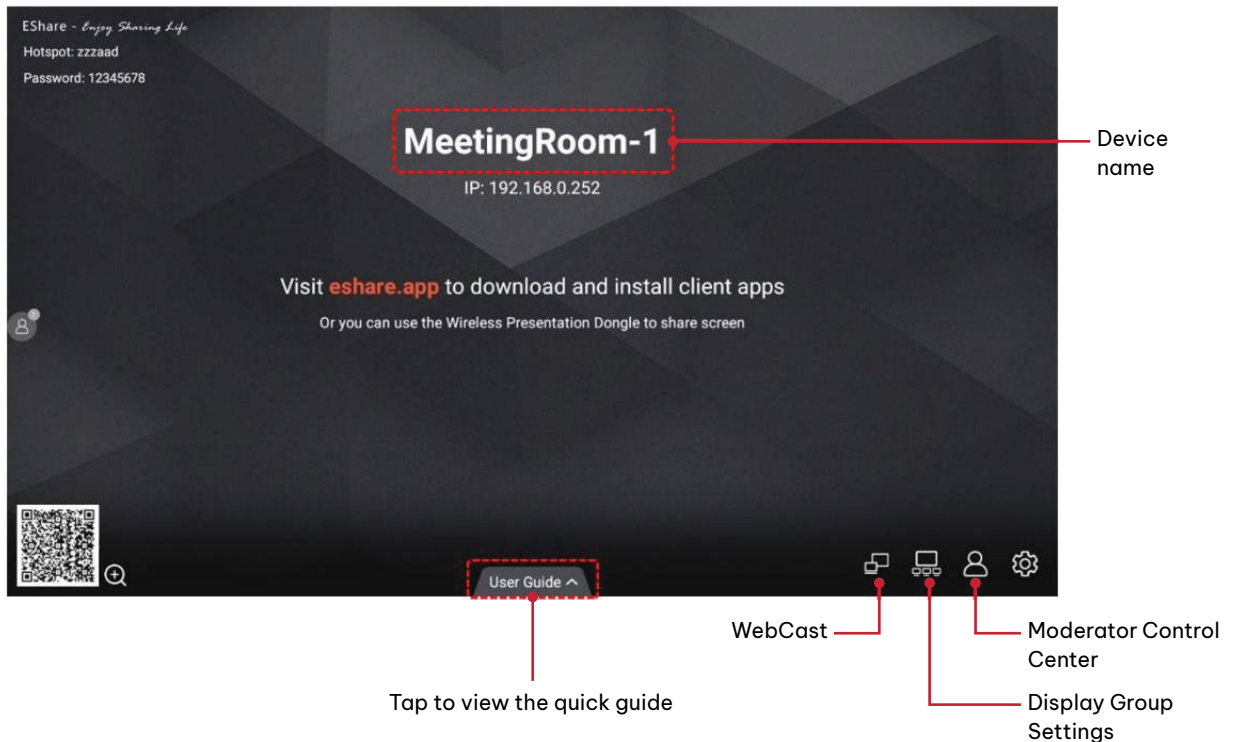 EShare - Enjoy Sharing Life
Hotspot: zzzaad
Password: 12345678
MeetingRoom-1
Device
name
IP: 192.168.0.252
Visit eshare.app to download and install client apps
Or you can use the Wireless Presentation Dongle to share screen
User Guide
WebCast
Moderator Control
Center
Tap to view the quick guide
Display Group
Settings